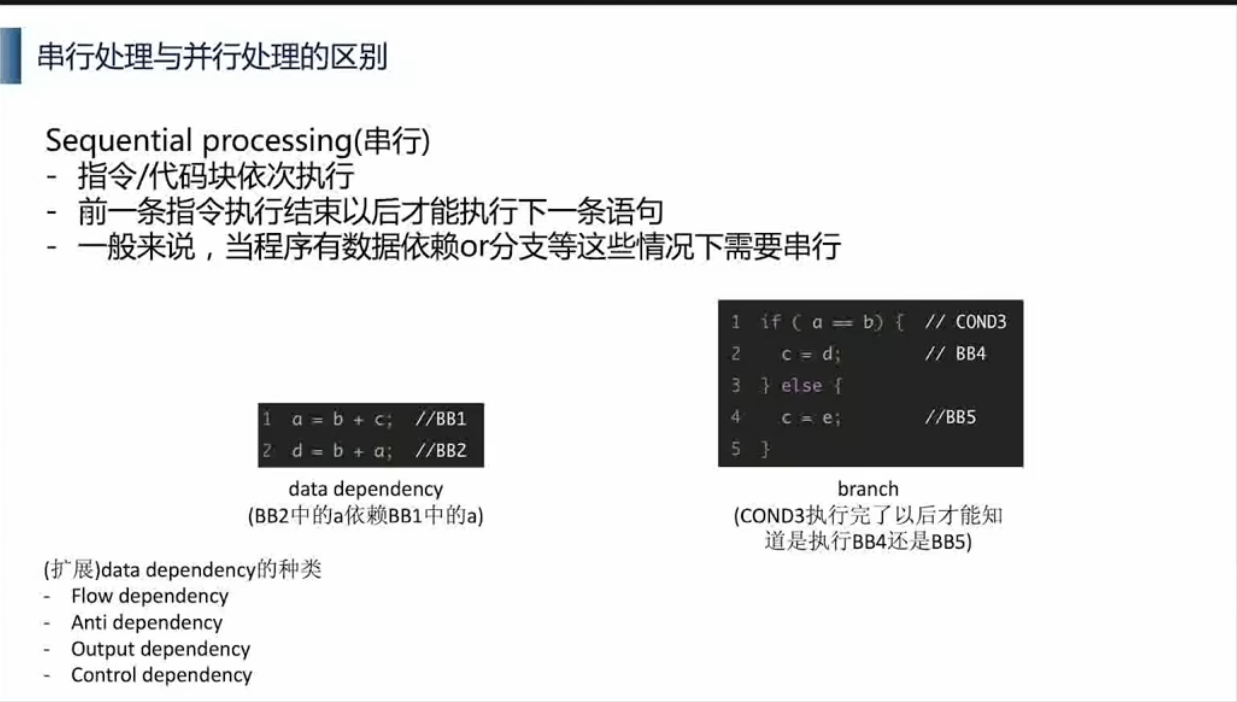 串行处理与并行处理的区别
Sequential processing(串行)
- 指令/代码块依次执行
- 前一条指令执行结束以后才能执行下一条语句
- 一般来说，当程序有数据依赖or分支等这些情况下需要串行
1 a = b + c; //BB1
2 d = b + a; //BB2
data dependency
(BB2中的a依赖BB1中的a)
1 if ( a == b) { // COND3
2 c = d; // BB4
3 } else {
4 c = e; //BB5
5 }
branch
(COND3执行完了以后才能知
道是执行BB4还是BB5)
(扩展)data dependency的种类
- Flow dependency
- Anti dependency
- Output dependency
- Control dependency